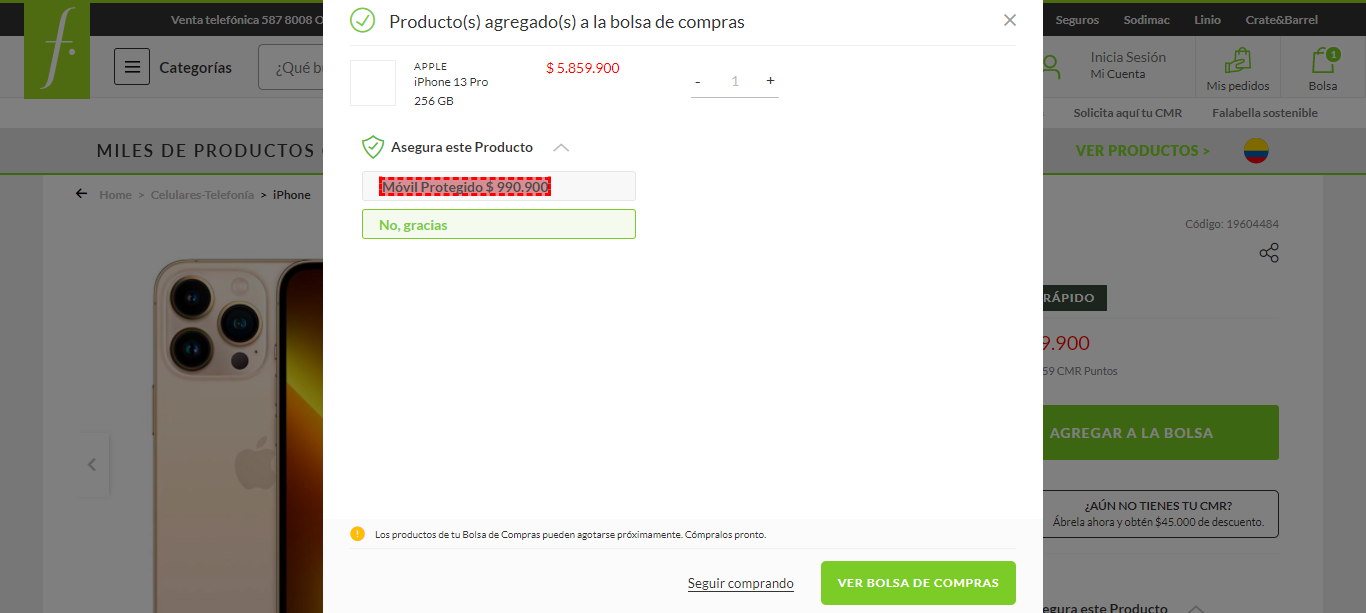 Venta telefónica 587 8008
Seguros
Sodimac
Linio
Crate&Barrel
f.
Categorías
¿Qué
Inicia Sesión
Mi Cuenta
Mis pedidos
1
Bolsa
Solicita aquí tu CMR
Falabella sostenible
MILES DE PRODUCTOS
VER PRODUCTOS >
Home > Celulares-Telefonía > iPhone
Producto(s) agregado(s) a la bolsa de compras
APPLE
iPhone 13 Pro
256 GB
$ 5.859.900
- 1 +
Asegura este Producto
Móvil Protegido $ 990.900
No, gracias
Los productos de tu Bolsa de Compras pueden agotarse próximamente. Cómpralos pronto.
Seguir comprando
VER BOLSA DE COMPRAS
Código: 19604484
RÁPIDO
9.900
59 CMR Puntos
AGREGAR A LA BOLSA
¿AÚN NO TIENES TU CMR?
Ábrela ahora y obtén $45.000 de descuento.
egura este Producto